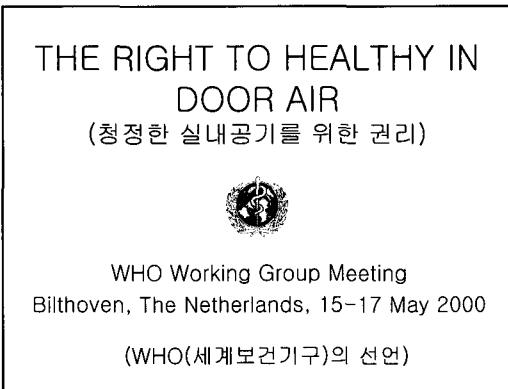 THE RIGHT TO HEALTHY IN
DOOR AIR
(청정한 실내공기를 위한 권리)
WHO Working Group Meeting
Bilthoven, The Netherlands, 15-17 May 2000
(WHO(세계보건기구)의 선언)